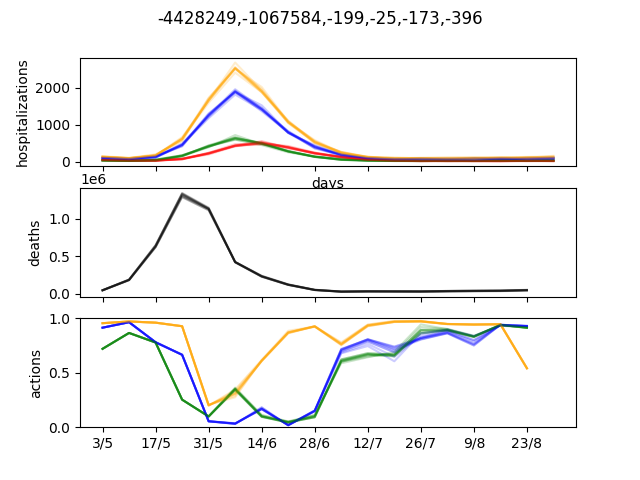 -4428249,-1067584,-199,-25,-173,-396
hospitalizations
2000
1000
0
days
1e6
deaths
1.0
0.5
0.0
actions
1.0
0.5
0.0
3/5 17/5 31/5 14/6 28/6 12/7 26/7 9/8 23/8